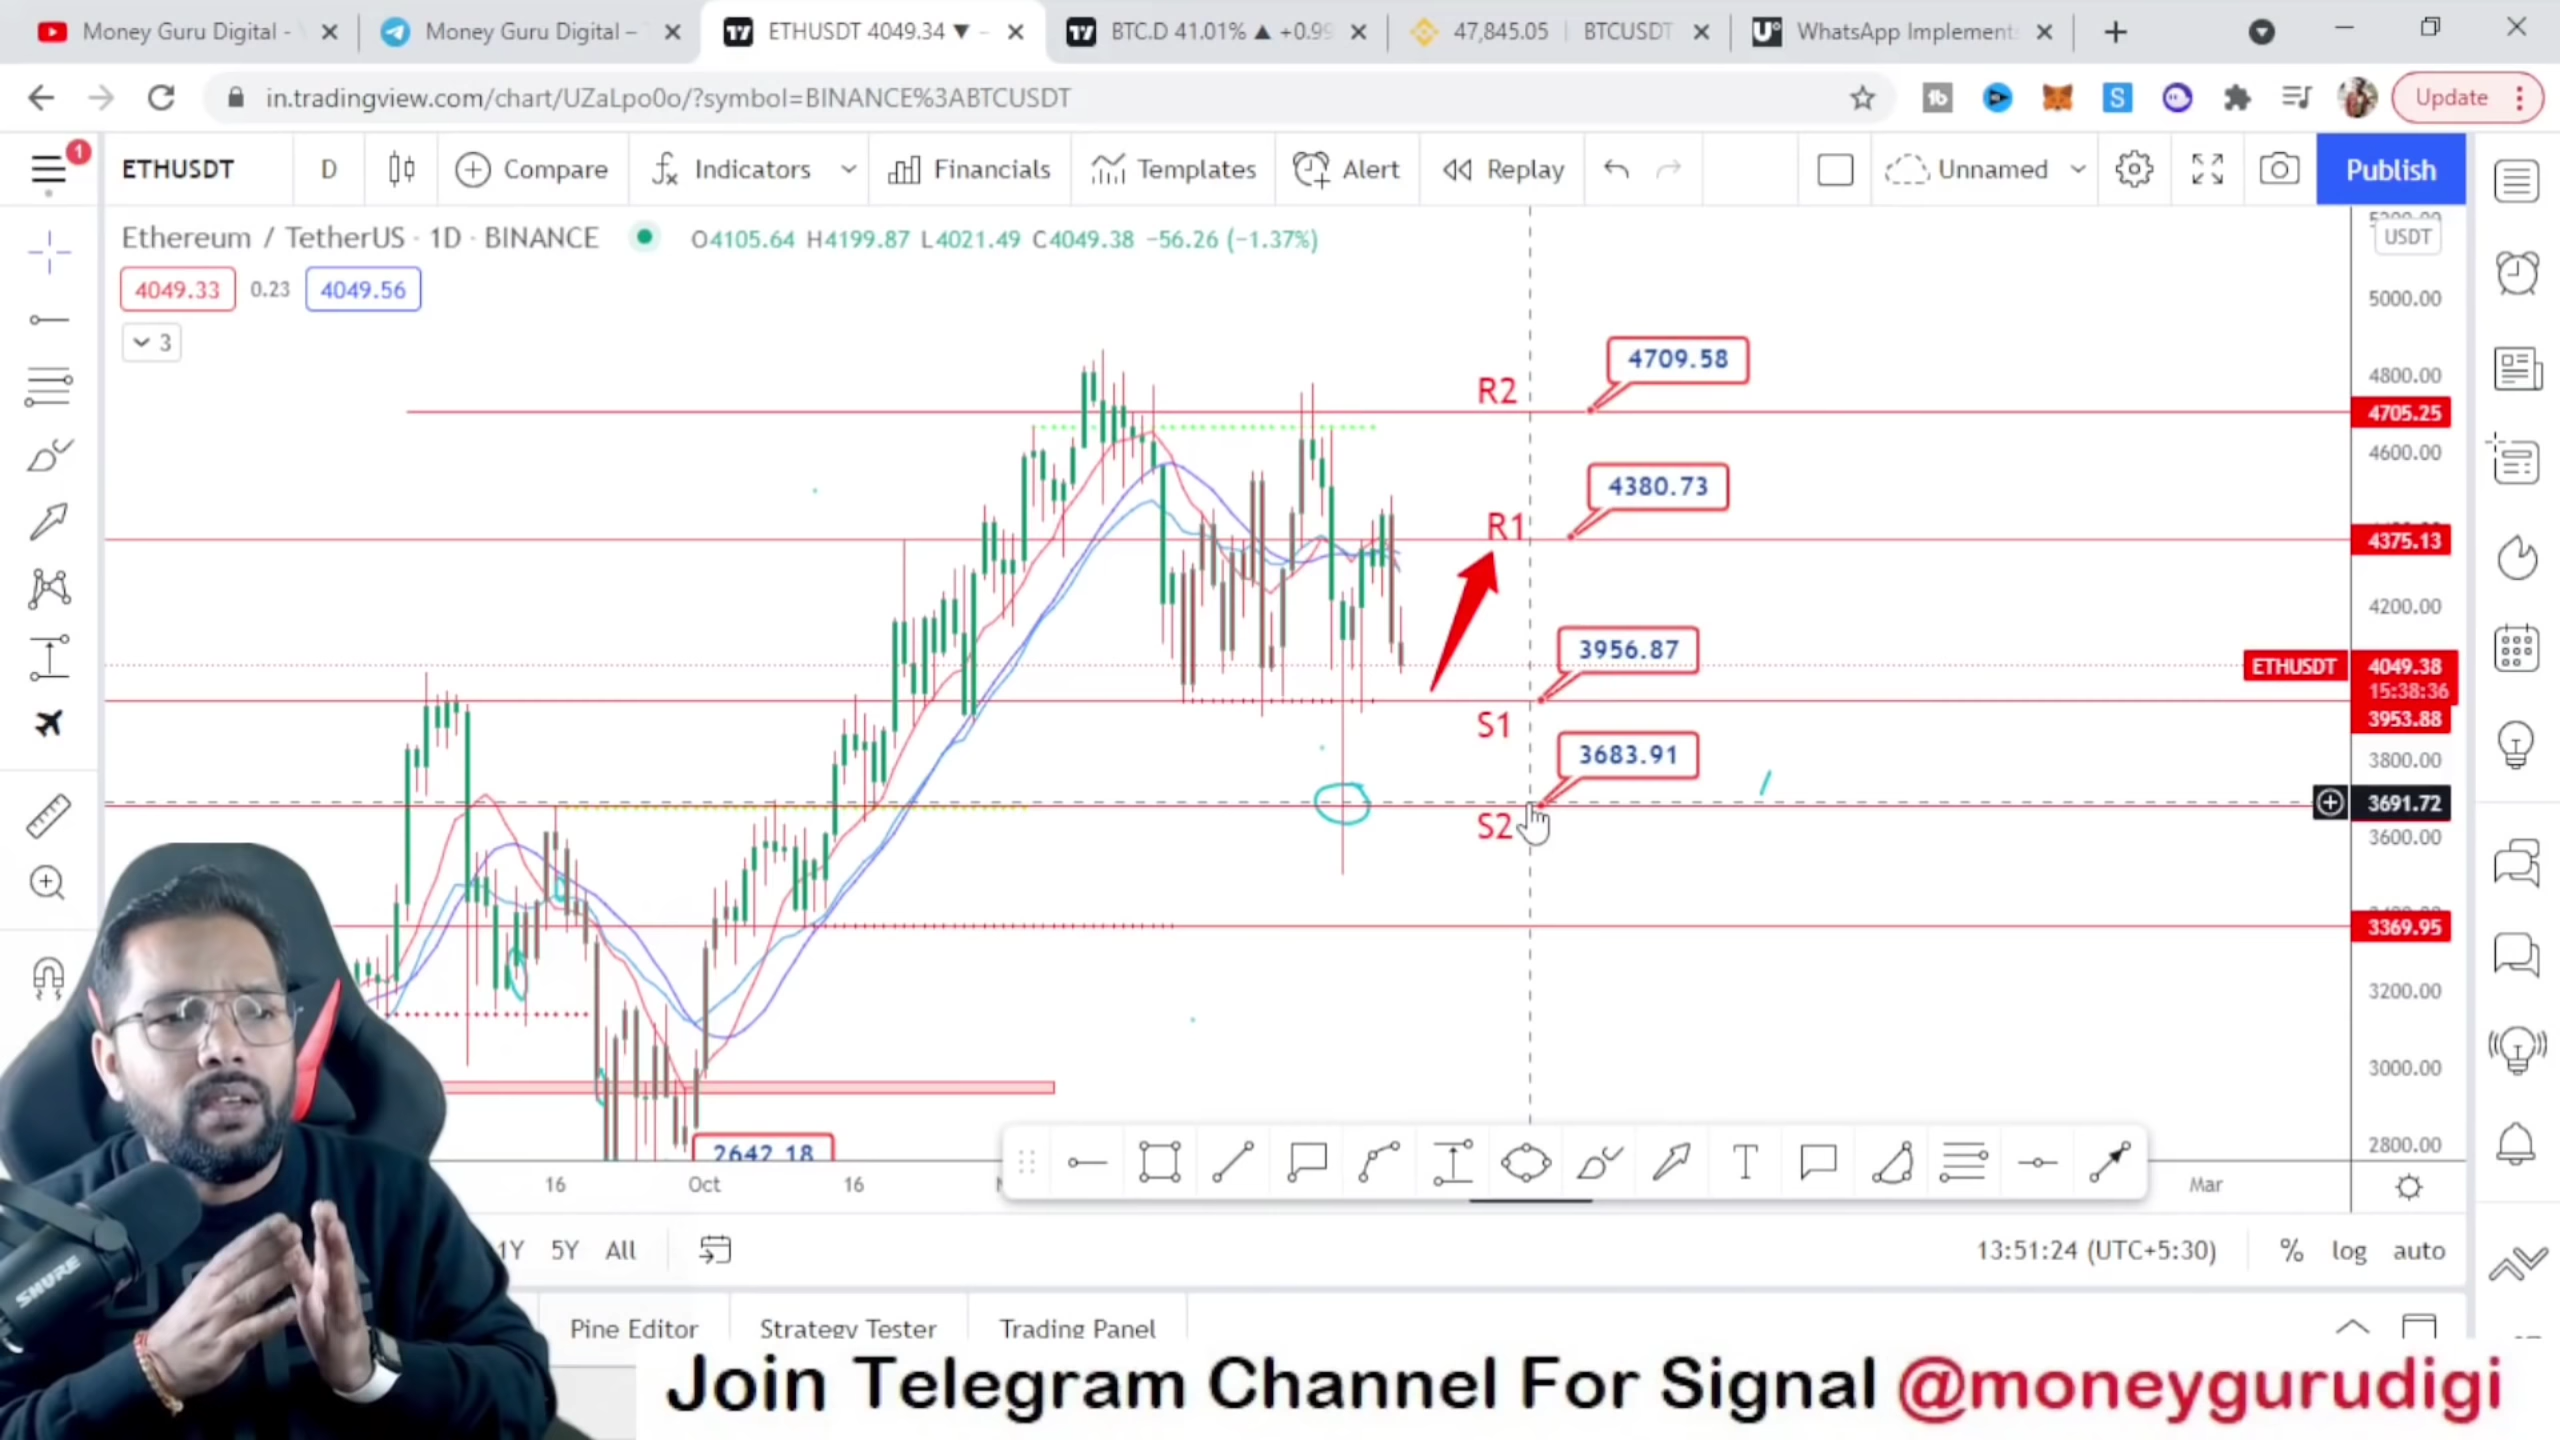 Money Guru Digital -
Money Guru Digital –
ETHUSDT 4049.34 ▼ -
BTC.D 41.01% ▲ +0.99
47,845.05 | BTCUSDT
WhatsApp Implement
in.tradingview.com/chart/UZaLpo0o/?symbol=BINANCE%3ABTCUSDT
Update
1
ETHUSDT
D
Compare
Indicators
Financials
Templates
Alert
Replay
Unnamed
Publish
Ethereum / TetherUS · 1D · BINANCE
O4105.64 H4199.87 L4021.49 C4049.38 −56.26 (−1.37%)
USDT
4049.33
0.23
4049.56
3
5000.00
4709.58
R2
4800.00
4705.25
4600.00
4380.73
R1
4375.13
4200.00
3956.87
ETHUSDT
4049.38
15:38:36
3953.88
S1
3683.91
3800.00
3691.72
S2
3600.00
3369.95
3200.00
3000.00
2642.18
2800.00
16
Oct
16
Mar
1Y
5Y
All
13:51:24 (UTC+5:30)
%
log
auto
SHURE
Pine Editor
Strategy Tester
Trading Panel
Join Telegram Channel For Signal @moneygurudigi